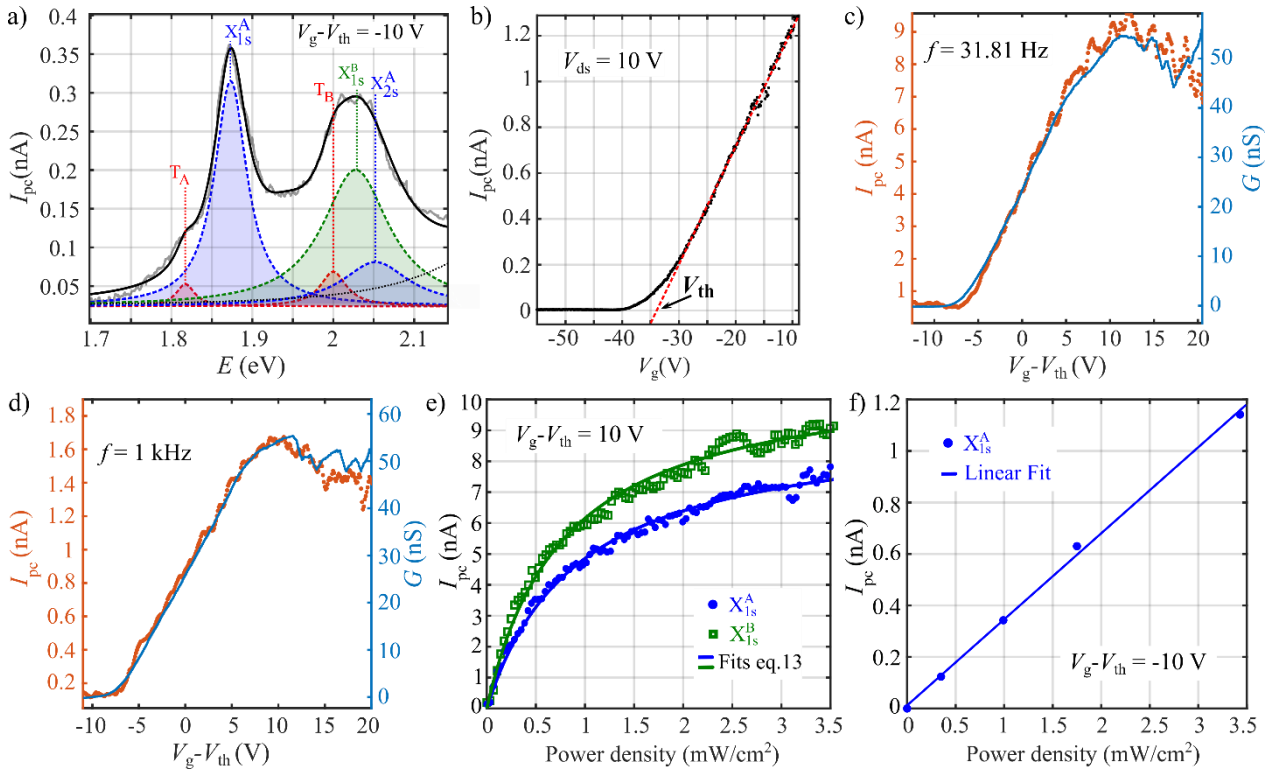 a)
X^A_1s
V_g-V_th = -10 V
X^B_1s
X^A_2s
T_B
T_A
0.4
0.35
0.3
0.25
0.2
0.15
0.1
0.05
I_pc(nA)
1.7 1.8 1.9 2 2.1
E (eV)
b)
V_ds = 10 V
V_th
1.2
1
0.8
0.6
0.4
0.2
0
I_pc(nA)
-50 -40 -30 -20 -10
V_g(V)
c)
f = 31.81 Hz
9
8
7
6
5
4
3
2
1
I_pc (nA)
50
40
30
20
10
0
G (nS)
-10 -5 0 5 10 15 20
V_g-V_th (V)
d)
f = 1 kHz
1.8
1.6
1.4
1.2
1
0.8
0.6
0.4
0.2
I_pc (nA)
60
50
40
30
20
10
0
G (nS)
-10 -5 0 5 10 15 20
V_g-V_th (V)
e)
V_g-V_th = 10 V
X^A_1s
X^B_1s
Fits eq.13
10
9
8
7
6
5
4
3
2
1
0
I_pc (nA)
0 0.5 1 1.5 2 2.5 3 3.5
Power density (mW/cm²)
f)
X^A_1s
Linear Fit
V_g-V_th = -10 V
1.2
1
0.8
0.6
0.4
0.2
0
I_pc (nA)
0 0.5 1 1.5 2 2.5 3 3.5
Power density (mW/cm²)